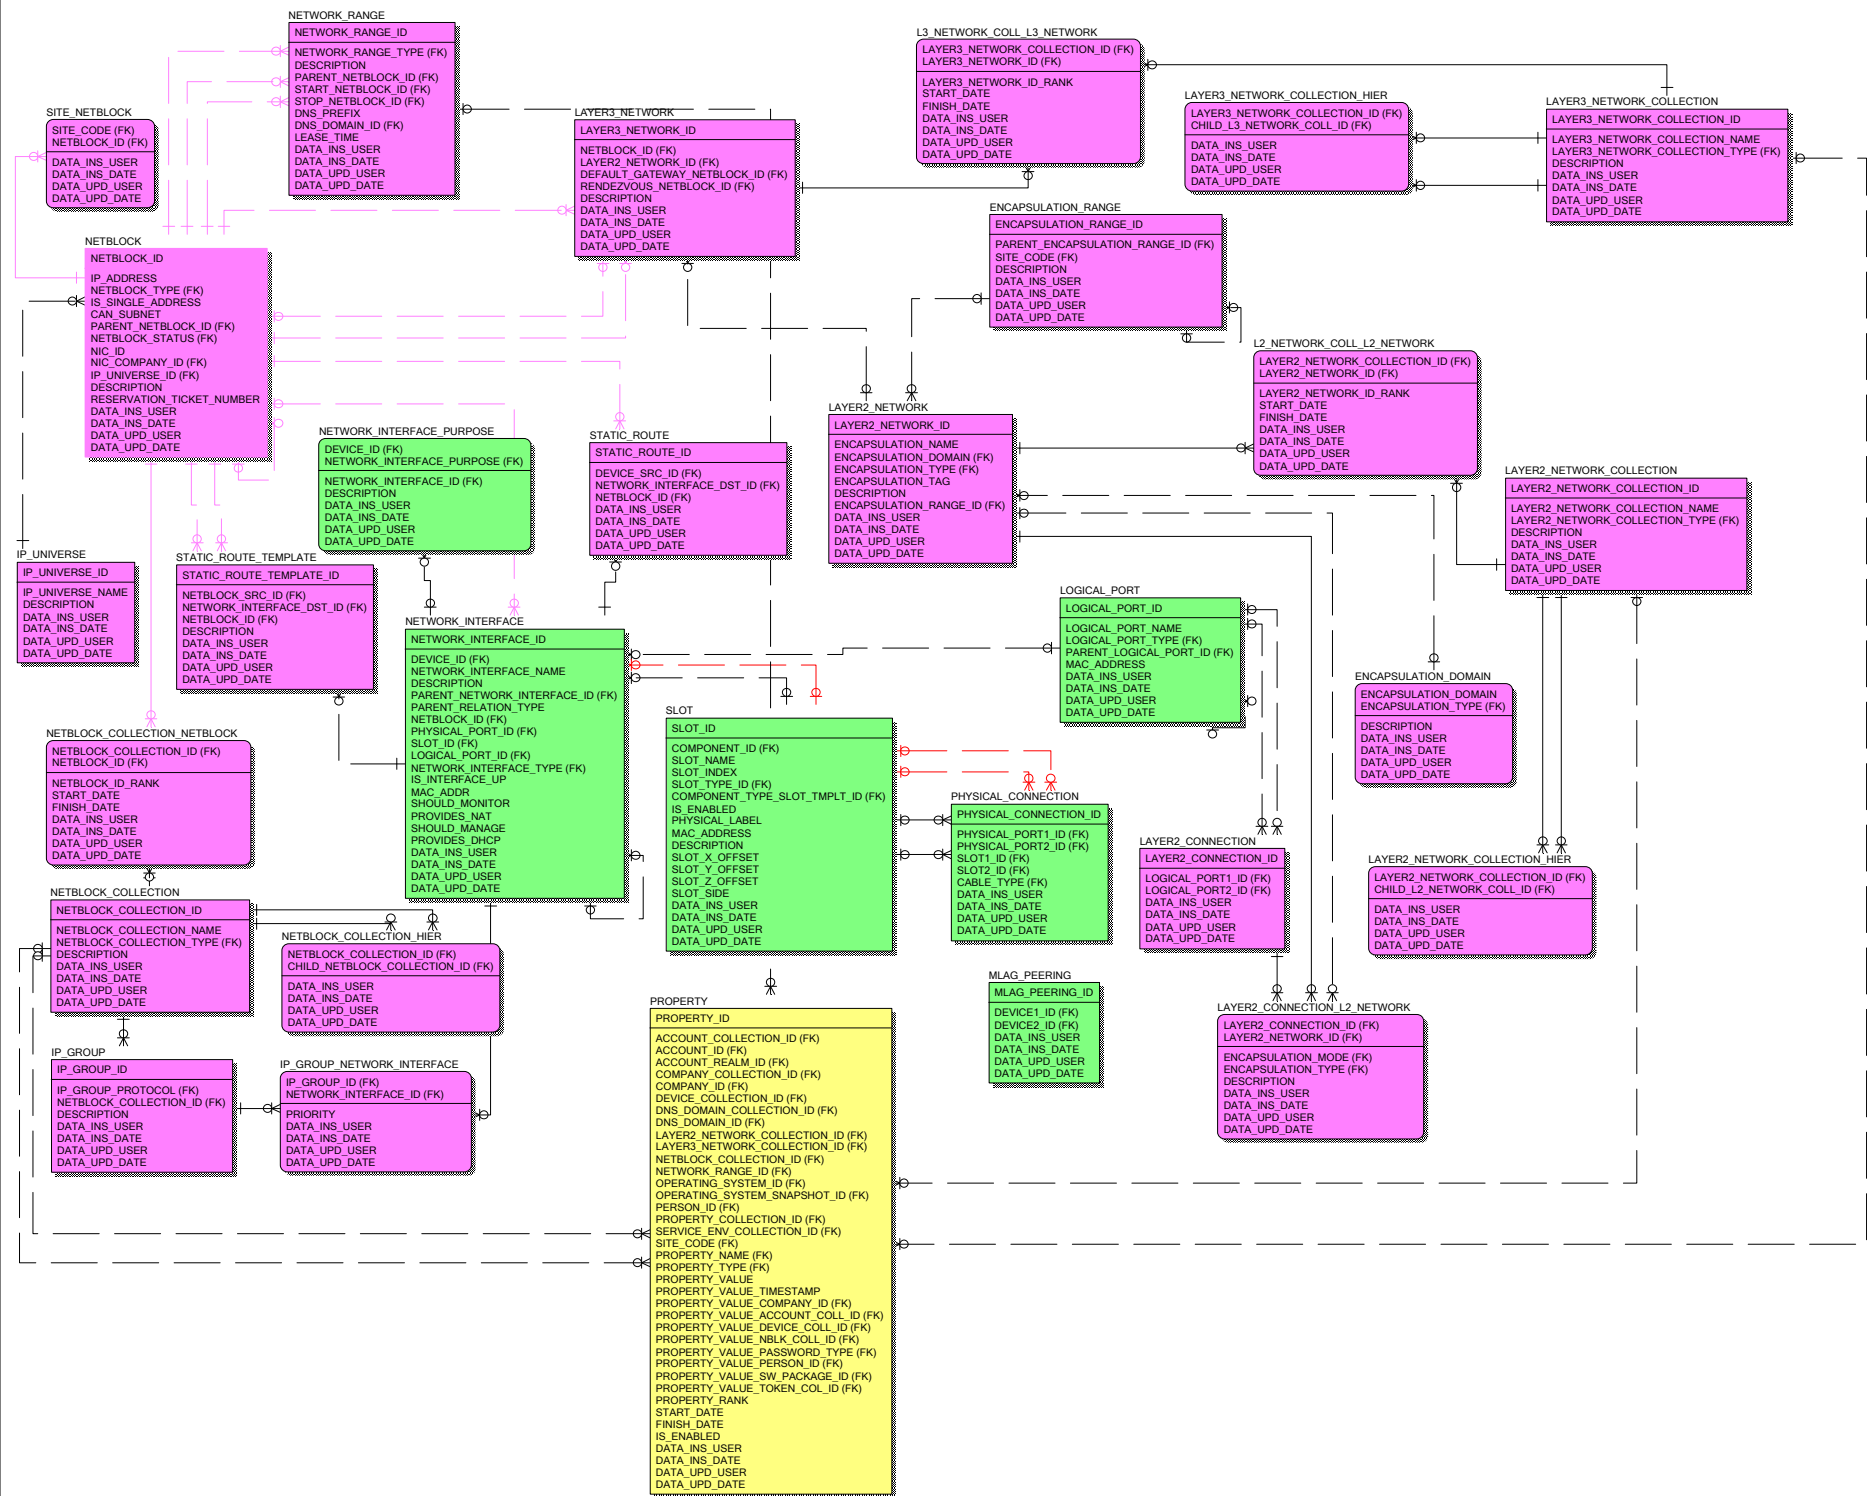 NETWORK_RANGE
NETWORK_RANGE_ID
NETWORK_RANGE_TYPE (FK)
DESCRIPTION
PARENT_NETBLOCK_ID (FK)
START_NETBLOCK_ID (FK)
STOP_NETBLOCK_ID (FK)
DNS_PREFIX
DNS_DOMAIN_ID (FK)
LEASE_TIME
DATA_INS_USER
DATA_INS_DATE
DATA_UPD_USER
DATA_UPD_DATE
L3_NETWORK_COLL_L3_NETWORK
LAYER3_NETWORK_COLLECTION_ID (FK)
LAYER3_NETWORK_ID (FK)
LAYER3_NETWORK_ID_RANK
START_DATE
FINISH_DATE
DATA_INS_USER
DATA_INS_DATE
DATA_UPD_USER
DATA_UPD_DATE
LAYER3_NETWORK_COLLECTION_HIER
LAYER3_NETWORK_COLLECTION_ID (FK)
CHILD_L3_NETWORK_COLL_ID (FK)
DATA_INS_USER
DATA_INS_DATE
DATA_UPD_USER
DATA_UPD_DATE
LAYER3_NETWORK_COLLECTION
LAYER3_NETWORK_COLLECTION_ID
LAYER3_NETWORK_COLLECTION_NAME
LAYER3_NETWORK_COLLECTION_TYPE (FK)
DESCRIPTION
DATA_INS_USER
DATA_INS_DATE
DATA_UPD_USER
DATA_UPD_DATE
SITE_NETBLOCK
SITE_CODE (FK)
NETBLOCK_ID (FK)
DATA_INS_USER
DATA_INS_DATE
DATA_UPD_USER
DATA_UPD_DATE
LAYER3_NETWORK
LAYER3_NETWORK_ID
NETBLOCK_ID (FK)
LAYER2_NETWORK_ID (FK)
DEFAULT_GATEWAY_NETBLOCK_ID (FK)
RENDEZVOUS_NETBLOCK_ID (FK)
DESCRIPTION
DATA_INS_USER
DATA_INS_DATE
DATA_UPD_USER
DATA_UPD_DATE
ENCAPSULATION_RANGE
ENCAPSULATION_RANGE_ID
PARENT_ENCAPSULATION_RANGE_ID (FK)
SITE_CODE (FK)
DESCRIPTION
DATA_INS_USER
DATA_INS_DATE
DATA_UPD_USER
DATA_UPD_DATE
NETBLOCK
NETBLOCK_ID
IP_ADDRESS
NETBLOCK_TYPE (FK)
IS_SINGLE_ADDRESS
CAN_SUBNET
PARENT_NETBLOCK_ID (FK)
NETBLOCK_STATUS (FK)
NIC_ID
NIC_COMPANY_ID (FK)
IP_UNIVERSE_ID (FK)
DESCRIPTION
RESERVATION_TICKET_NUMBER
DATA_INS_USER
DATA_INS_DATE
DATA_UPD_USER
DATA_UPD_DATE
L2_NETWORK_COLL_L2_NETWORK
LAYER2_NETWORK_COLLECTION_ID (FK)
LAYER2_NETWORK_ID (FK)
LAYER2_NETWORK_ID_RANK
START_DATE
FINISH_DATE
DATA_INS_USER
DATA_INS_DATE
DATA_UPD_USER
DATA_UPD_DATE
LAYER2_NETWORK
LAYER2_NETWORK_ID
ENCAPSULATION_NAME
ENCAPSULATION_DOMAIN (FK)
ENCAPSULATION_TYPE (FK)
ENCAPSULATION_TAG
DESCRIPTION
ENCAPSULATION_RANGE_ID (FK)
DATA_INS_USER
DATA_INS_DATE
DATA_UPD_USER
DATA_UPD_DATE
NETWORK_INTERFACE_PURPOSE
DEVICE_ID (FK)
NETWORK_INTERFACE_PURPOSE (FK)
NETWORK_INTERFACE_ID (FK)
DESCRIPTION
DATA_INS_USER
DATA_INS_DATE
DATA_UPD_USER
DATA_UPD_DATE
STATIC_ROUTE
STATIC_ROUTE_ID
DEVICE_SRC_ID (FK)
NETWORK_INTERFACE_DST_ID (FK)
NETBLOCK_ID (FK)
DATA_INS_USER
DATA_INS_DATE
DATA_UPD_USER
DATA_UPD_DATE
LAYER2_NETWORK_COLLECTION
LAYER2_NETWORK_COLLECTION_ID
LAYER2_NETWORK_COLLECTION_NAME
LAYER2_NETWORK_COLLECTION_TYPE (FK)
DESCRIPTION
DATA_INS_USER
DATA_INS_DATE
DATA_UPD_USER
DATA_UPD_DATE
IP_UNIVERSE
IP_UNIVERSE_ID
IP_UNIVERSE_NAME
DESCRIPTION
DATA_INS_USER
DATA_INS_DATE
DATA_UPD_USER
DATA_UPD_DATE
STATIC_ROUTE_TEMPLATE
STATIC_ROUTE_TEMPLATE_ID
NETBLOCK_SRC_ID (FK)
NETWORK_INTERFACE_DST_ID (FK)
NETBLOCK_ID (FK)
DESCRIPTION
DATA_INS_USER
DATA_INS_DATE
DATA_UPD_USER
DATA_UPD_DATE
NETWORK_INTERFACE
NETWORK_INTERFACE_ID
DEVICE_ID (FK)
NETWORK_INTERFACE_NAME
DESCRIPTION
PARENT_NETWORK_INTERFACE_ID (FK)
PARENT_RELATION_TYPE
NETBLOCK_ID (FK)
PHYSICAL_PORT_ID (FK)
SLOT_ID (FK)
LOGICAL_PORT_ID (FK)
NETWORK_INTERFACE_TYPE (FK)
IS_INTERFACE_UP
MAC_ADDR
SHOULD_MONITOR
PROVIDES_NAT
SHOULD_MANAGE
PROVIDES_DHCP
DATA_INS_USER
DATA_INS_DATE
DATA_UPD_USER
DATA_UPD_DATE
LOGICAL_PORT
LOGICAL_PORT_ID
LOGICAL_PORT_NAME
LOGICAL_PORT_TYPE (FK)
PARENT_LOGICAL_PORT_ID (FK)
MAC_ADDRESS
DATA_INS_USER
DATA_INS_DATE
DATA_UPD_USER
DATA_UPD_DATE
ENCAPSULATION_DOMAIN
ENCAPSULATION_DOMAIN
ENCAPSULATION_TYPE (FK)
DESCRIPTION
DATA_INS_USER
DATA_INS_DATE
DATA_UPD_USER
DATA_UPD_DATE
SLOT
SLOT_ID
COMPONENT_ID (FK)
SLOT_NAME
SLOT_INDEX
SLOT_TYPE_ID (FK)
COMPONENT_TYPE_SLOT_TMPLT_ID (FK)
IS_ENABLED
PHYSICAL_LABEL
MAC_ADDRESS
DESCRIPTION
SLOT_X_OFFSET
SLOT_Y_OFFSET
SLOT_Z_OFFSET
SLOT_SIDE
DATA_INS_USER
DATA_INS_DATE
DATA_UPD_USER
DATA_UPD_DATE
NETBLOCK_COLLECTION_NETBLOCK
NETBLOCK_COLLECTION_ID (FK)
NETBLOCK_ID (FK)
NETBLOCK_ID_RANK
START_DATE
FINISH_DATE
DATA_INS_USER
DATA_INS_DATE
DATA_UPD_USER
DATA_UPD_DATE
PHYSICAL_CONNECTION
PHYSICAL_CONNECTION_ID
PHYSICAL_PORT1_ID (FK)
PHYSICAL_PORT2_ID (FK)
SLOT1_ID (FK)
SLOT2_ID (FK)
CABLE_TYPE (FK)
DATA_INS_USER
DATA_INS_DATE
DATA_UPD_USER
DATA_UPD_DATE
LAYER2_CONNECTION
LAYER2_CONNECTION_ID
LOGICAL_PORT1_ID (FK)
LOGICAL_PORT2_ID (FK)
DATA_INS_USER
DATA_INS_DATE
DATA_UPD_USER
DATA_UPD_DATE
LAYER2_NETWORK_COLLECTION_HIER
LAYER2_NETWORK_COLLECTION_ID (FK)
CHILD_L2_NETWORK_COLL_ID (FK)
DATA_INS_USER
DATA_INS_DATE
DATA_UPD_USER
DATA_UPD_DATE
NETBLOCK_COLLECTION
NETBLOCK_COLLECTION_ID
NETBLOCK_COLLECTION_NAME
NETBLOCK_COLLECTION_TYPE (FK)
DESCRIPTION
DATA_INS_USER
DATA_INS_DATE
DATA_UPD_USER
DATA_UPD_DATE
NETBLOCK_COLLECTION_HIER
NETBLOCK_COLLECTION_ID (FK)
CHILD_NETBLOCK_COLLECTION_ID (FK)
DATA_INS_USER
DATA_INS_DATE
DATA_UPD_USER
DATA_UPD_DATE
MLAG_PEERING
MLAG_PEERING_ID
DEVICE1_ID (FK)
DEVICE2_ID (FK)
DATA_INS_USER
DATA_INS_DATE
DATA_UPD_USER
DATA_UPD_DATE
LAYER2_CONNECTION_L2_NETWORK
LAYER2_CONNECTION_ID (FK)
LAYER2_NETWORK_ID (FK)
ENCAPSULATION_MODE (FK)
ENCAPSULATION_TYPE (FK)
DESCRIPTION
DATA_INS_USER
DATA_INS_DATE
DATA_UPD_USER
DATA_UPD_DATE
IP_GROUP
IP_GROUP_ID
IP_GROUP_PROTOCOL (FK)
NETBLOCK_COLLECTION_ID (FK)
DESCRIPTION
DATA_INS_USER
DATA_INS_DATE
DATA_UPD_USER
DATA_UPD_DATE
IP_GROUP_NETWORK_INTERFACE
IP_GROUP_ID (FK)
NETWORK_INTERFACE_ID (FK)
PRIORITY
DATA_INS_USER
DATA_INS_DATE
DATA_UPD_USER
DATA_UPD_DATE
PROPERTY
PROPERTY_ID
ACCOUNT_COLLECTION_ID (FK)
ACCOUNT_ID (FK)
ACCOUNT_REALM_ID (FK)
COMPANY_COLLECTION_ID (FK)
COMPANY_ID (FK)
DEVICE_COLLECTION_ID (FK)
DNS_DOMAIN_COLLECTION_ID (FK)
DNS_DOMAIN_ID (FK)
LAYER2_NETWORK_COLLECTION_ID (FK)
LAYER3_NETWORK_COLLECTION_ID (FK)
NETBLOCK_COLLECTION_ID (FK)
NETWORK_RANGE_ID (FK)
OPERATING_SYSTEM_ID (FK)
OPERATING_SYSTEM_SNAPSHOT_ID (FK)
PERSON_ID (FK)
PROPERTY_COLLECTION_ID (FK)
SERVICE_ENV_COLLECTION_ID (FK)
SITE_CODE (FK)
PROPERTY_NAME (FK)
PROPERTY_TYPE (FK)
PROPERTY_VALUE
PROPERTY_VALUE_TIMESTAMP
PROPERTY_VALUE_COMPANY_ID (FK)
PROPERTY_VALUE_ACCOUNT_COLL_ID (FK)
PROPERTY_VALUE_DEVICE_COLL_ID (FK)
PROPERTY_VALUE_NBLK_COLL_ID (FK)
PROPERTY_VALUE_PASSWORD_TYPE (FK)
PROPERTY_VALUE_PERSON_ID (FK)
PROPERTY_VALUE_SW_PACKAGE_ID (FK)
PROPERTY_VALUE_TOKEN_COL_ID (FK)
PROPERTY_RANK
START_DATE
FINISH_DATE
IS_ENABLED
DATA_INS_USER
DATA_INS_DATE
DATA_UPD_USER
DATA_UPD_DATE